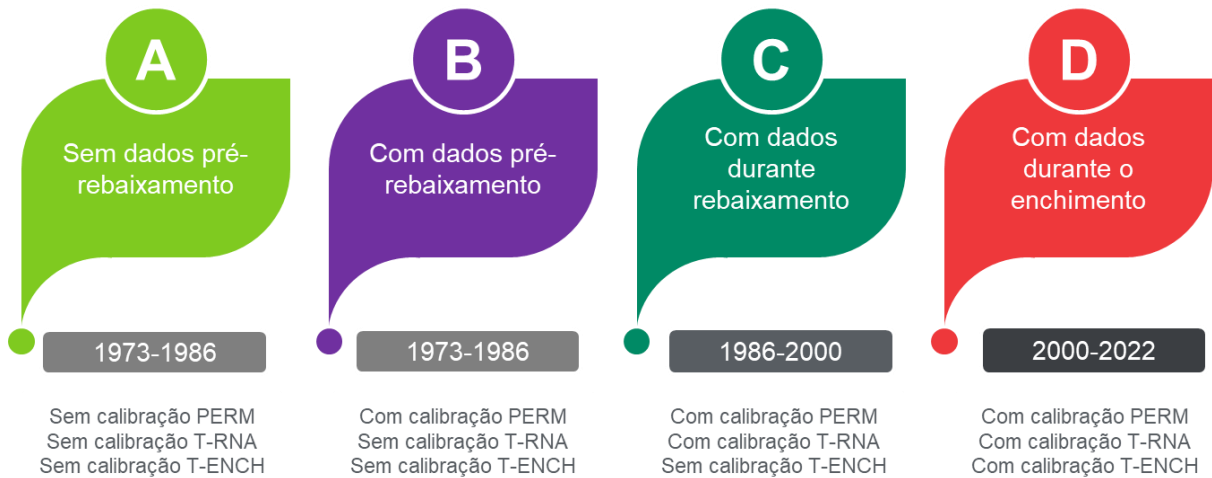 A
Sem dados pré-
rebaixamento
1973-1986
Sem calibração PERM
Sem calibração T-RNA
Sem calibração T-ENCH
B
Com dados pré-
rebaixamento
1973-1986
Com calibração PERM
Sem calibração T-RNA
Sem calibração T-ENCH
C
Com dados
durante
rebaixamento
1986-2000
Com calibração PERM
Com calibração T-RNA
Sem calibração T-ENCH
D
Com dados
durante o
enchimento
2000-2022
Com calibração PERM
Com calibração T-RNA
Com calibração T-ENCH